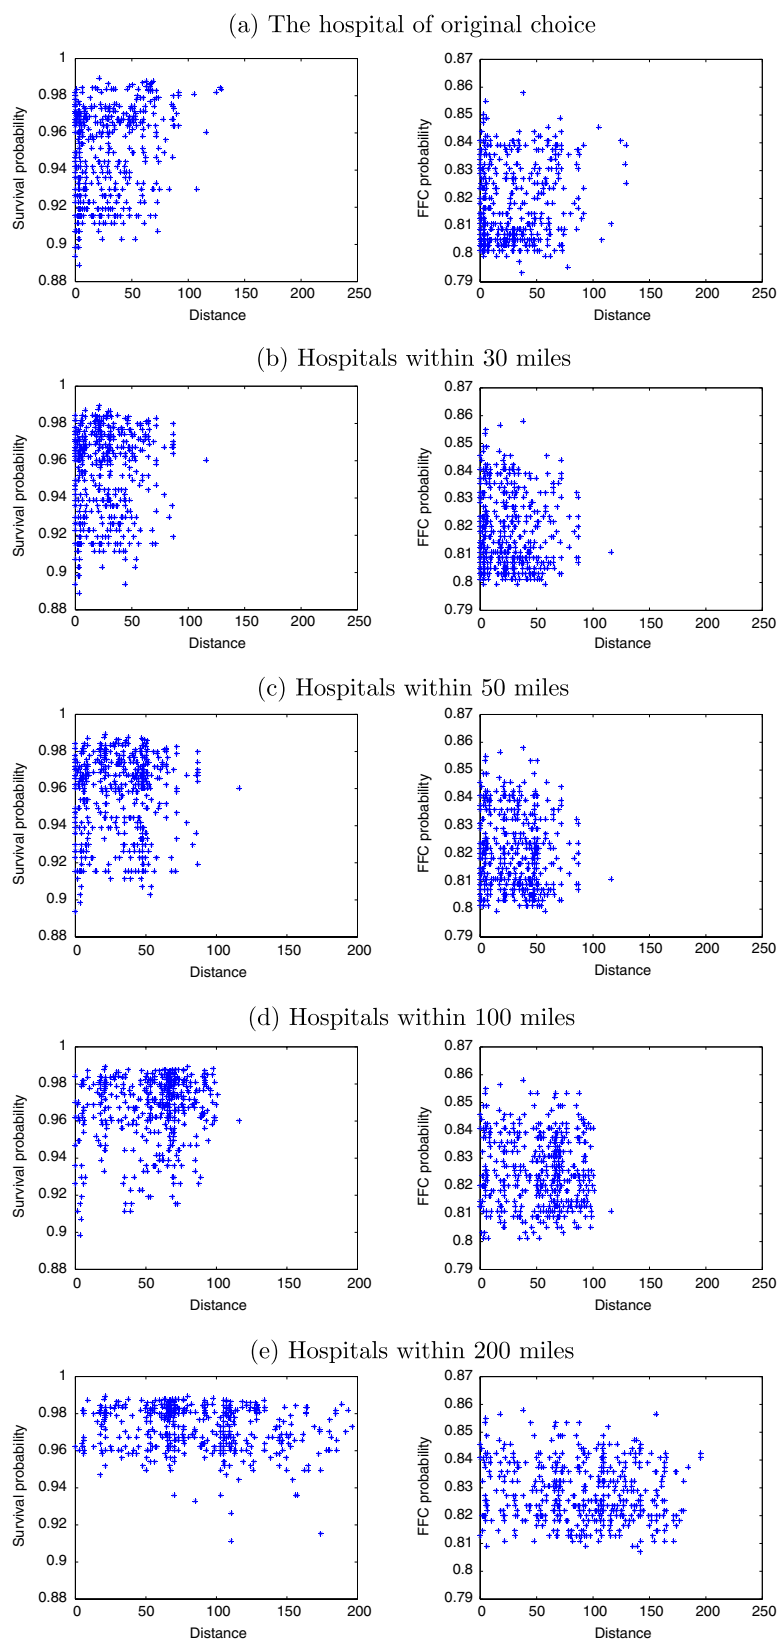 (a) The hospital of original choice
1
0.98
0.96
0.94
0.92
0.9
0.88
Survival probability
0 50 100 150 200 250
Distance
0.87
0.86
0.85
0.84
0.83
0.82
0.81
0.8
0.79
FFC probability
0 50 100 150 200 250
Distance
(b) Hospitals within 30 miles
1
0.98
0.96
0.94
0.92
0.9
0.88
Survival probability
0 50 100 150 200 250
Distance
0.87
0.86
0.85
0.84
0.83
0.82
0.81
0.8
0.79
FFC probability
0 50 100 150 200 250
Distance
(c) Hospitals within 50 miles
1
0.98
0.96
0.94
0.92
0.9
0.88
Survival probability
0 50 100 150 200
Distance
0.87
0.86
0.85
0.84
0.83
0.82
0.81
0.8
0.79
FFC probability
0 50 100 150 200 250
Distance
(d) Hospitals within 100 miles
1
0.98
0.96
0.94
0.92
0.9
0.88
Survival probability
0 50 100 150 200
Distance
0.87
0.86
0.85
0.84
0.83
0.82
0.81
0.8
0.79
FFC probability
0 50 100 150 200 250
Distance
(e) Hospitals within 200 miles
1
0.98
0.96
0.94
0.92
0.9
0.88
Survival probability
0 50 100 150 200
Distance
0.87
0.86
0.85
0.84
0.83
0.82
0.81
0.8
0.79
FFC probability
0 50 100 150 200 250
Distance